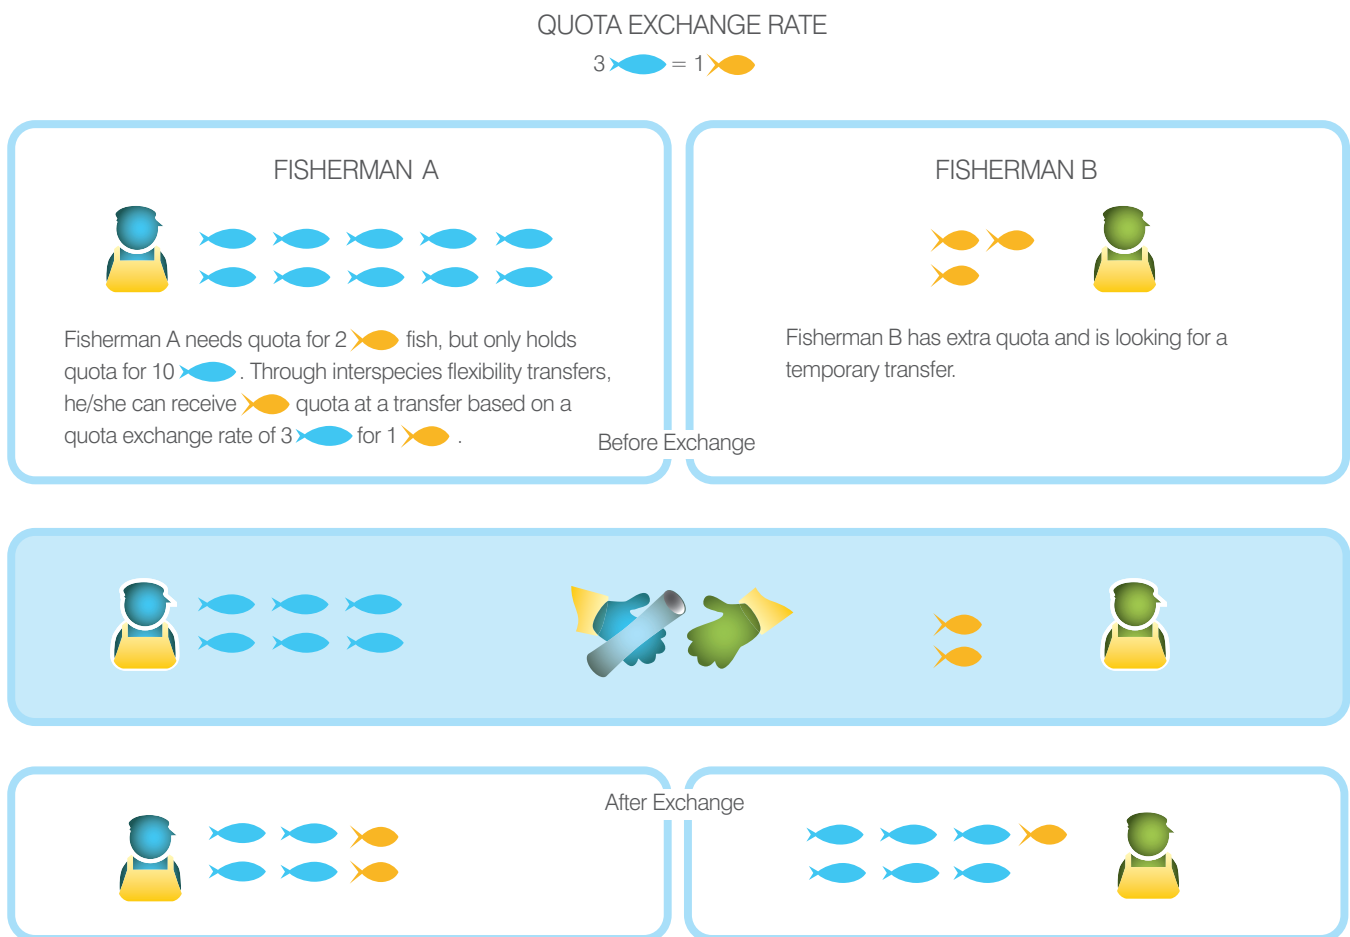 QUOTA EXCHANGE RATE
3 = 1
FISHERMAN A
Fisherman A needs quota for 2 fish, but only holds
quota for 10 . Through interspecies flexibility transfers,
he/she can receive quota at a transfer based on a
quota exchange rate of 3 for 1 .
FISHERMAN B
Fisherman B has extra quota and is looking for a
temporary transfer.
Before Exchange
After Exchange